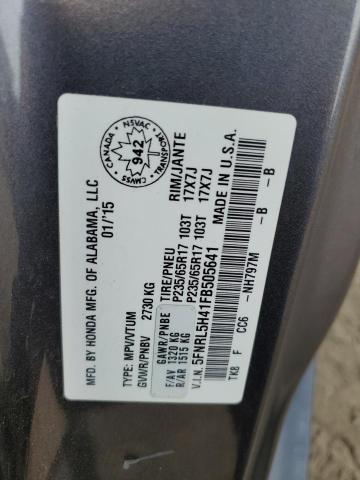 MFD. BY HONDA MFG. OF ALABAMA, LLC
01/'15
NSVAC
CANADA
942
CMVSS
TRANSPORT
TYPE: MPV/VTUM
GVWR/PNBV 2730 KG
GAWR/PNBE TIRE/PNEU RIM/JANTE
F/AV 1320 KG P235/65R17 103T 17X7J
R/AR 1515 KG P235/65R17 103T 17X7J
V.I.N. 5FNRL5H41FB505641 MADE IN U.S.A.
TK8 F CC6 -NH797M -B -B